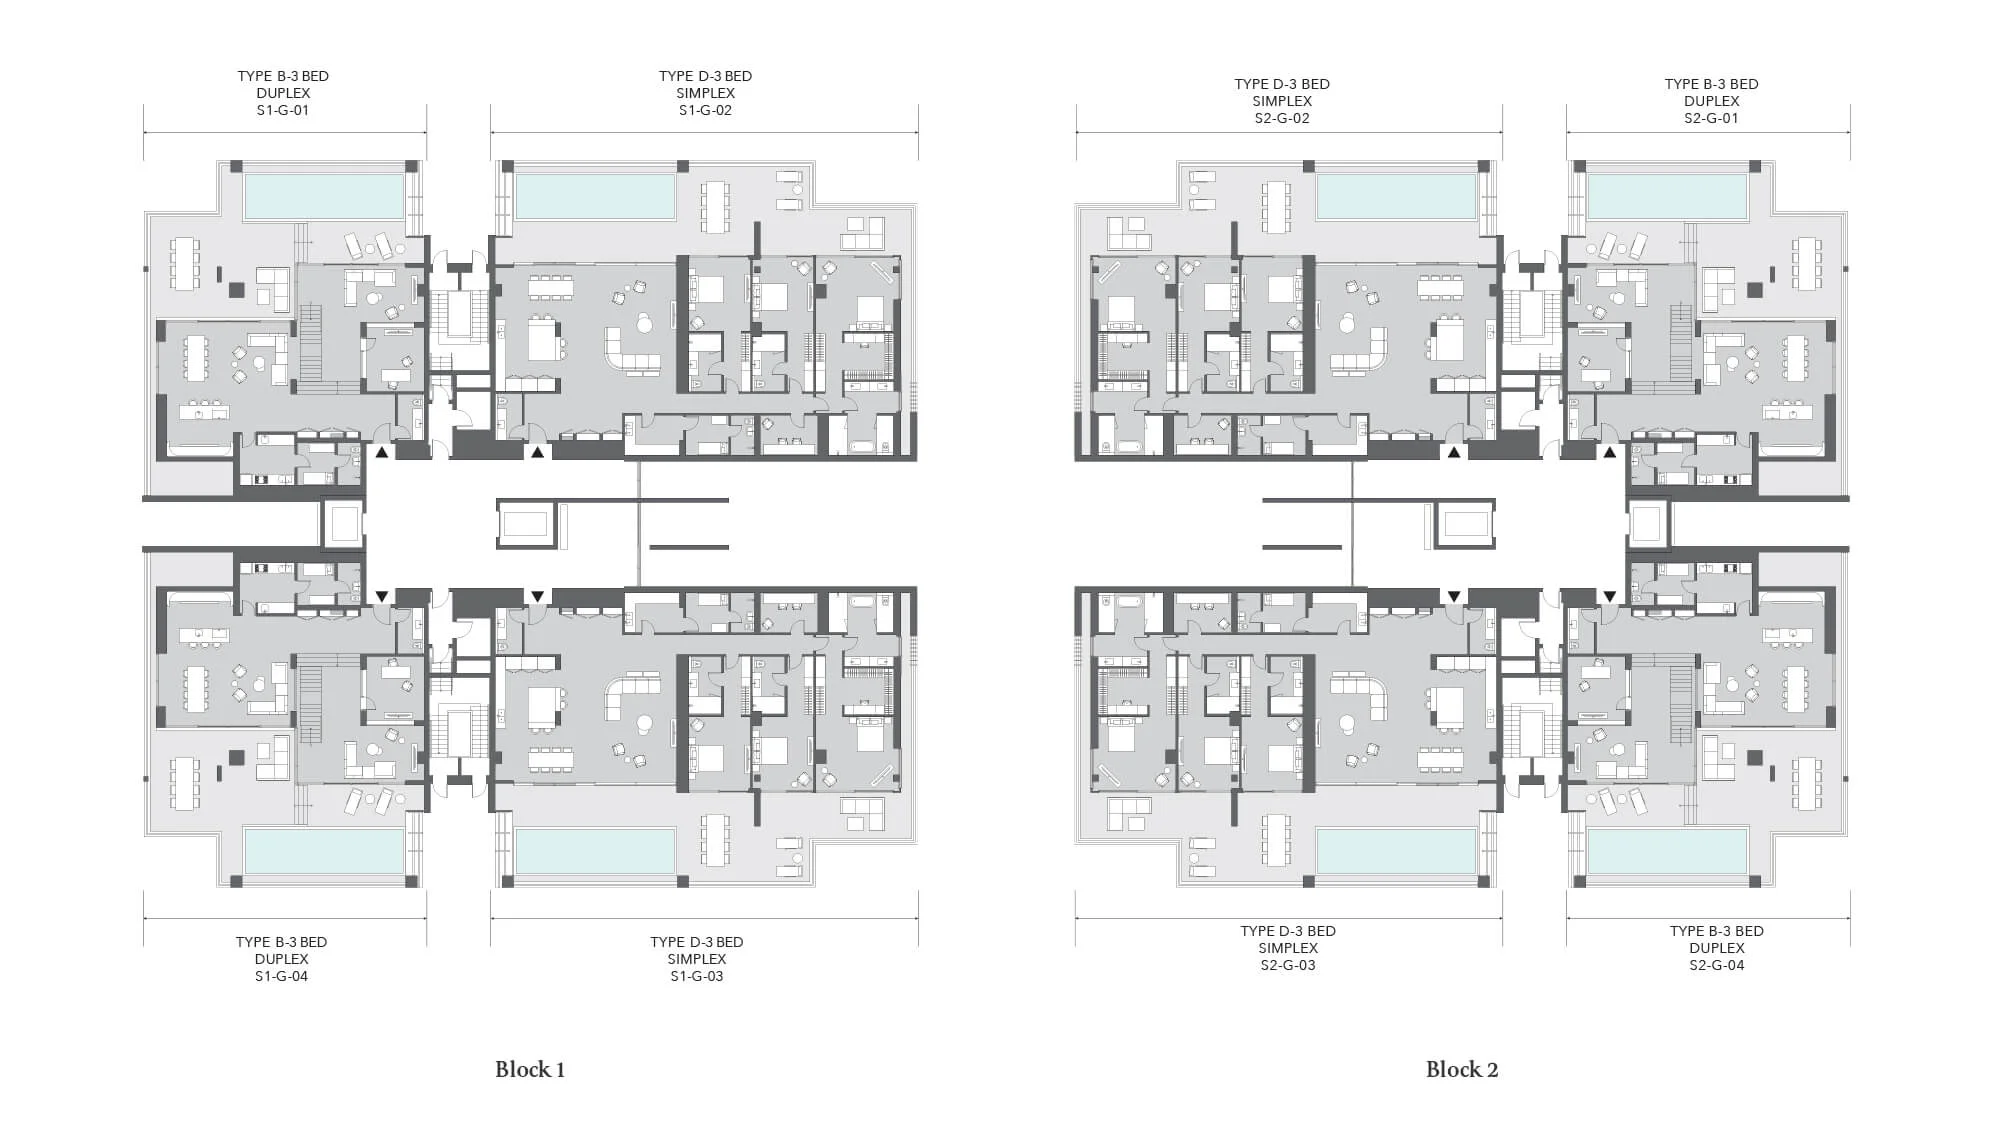 TYPE B-3 BED
DUPLEX
S1-G-01
TYPE D-3 BED
SIMPLEX
S1-G-02
TYPE D-3 BED
SIMPLEX
S2-G-02
TYPE B-3 BED
DUPLEX
S2-G-01
TYPE B-3 BED
DUPLEX
S1-G-04
TYPE D-3 BED
SIMPLEX
S1-G-03
TYPE D-3 BED
SIMPLEX
S2-G-03
TYPE B-3 BED
DUPLEX
S2-G-04
Block 1
Block 2